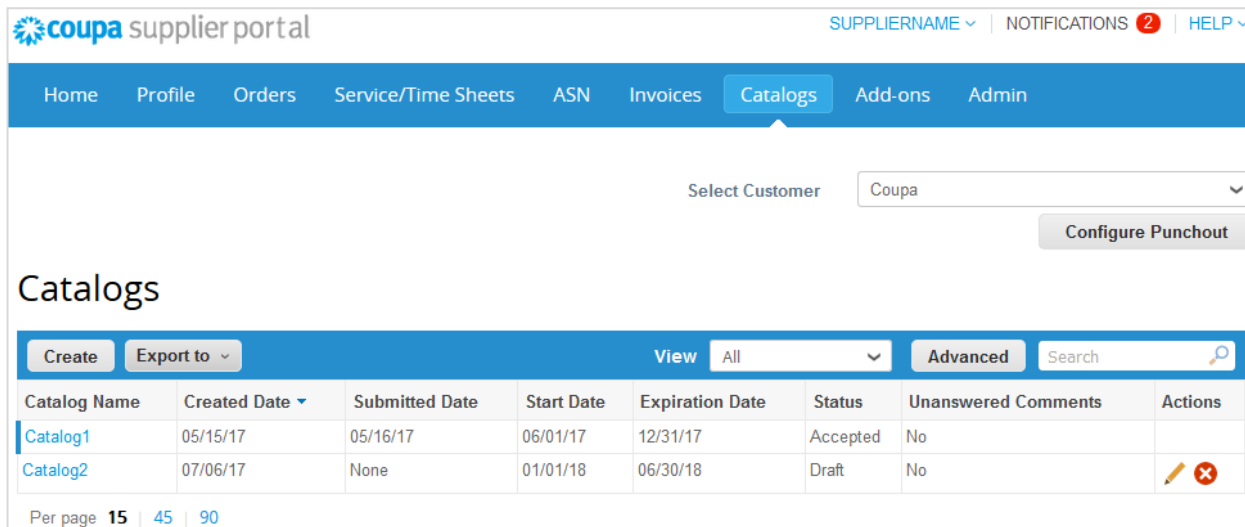 coupa supplier portal SUPPLIERNAME NOTIFICATIONS 2 HELP
Home Profile Orders Service/Time Sheets ASN Invoices Catalogs Add-ons Admin
Select Customer Coupa
Configure Punchout
Catalogs
Create Export to View All Advanced Search
Catalog Name Created Date Submitted Date Start Date Expiration Date Status Unanswered Comments Actions
Catalog1 05/15/17 05/16/17 06/01/17 12/31/17 Accepted No
Catalog2 07/06/17 None 01/01/18 06/30/18 Draft No
Per page 15 | 45 | 90